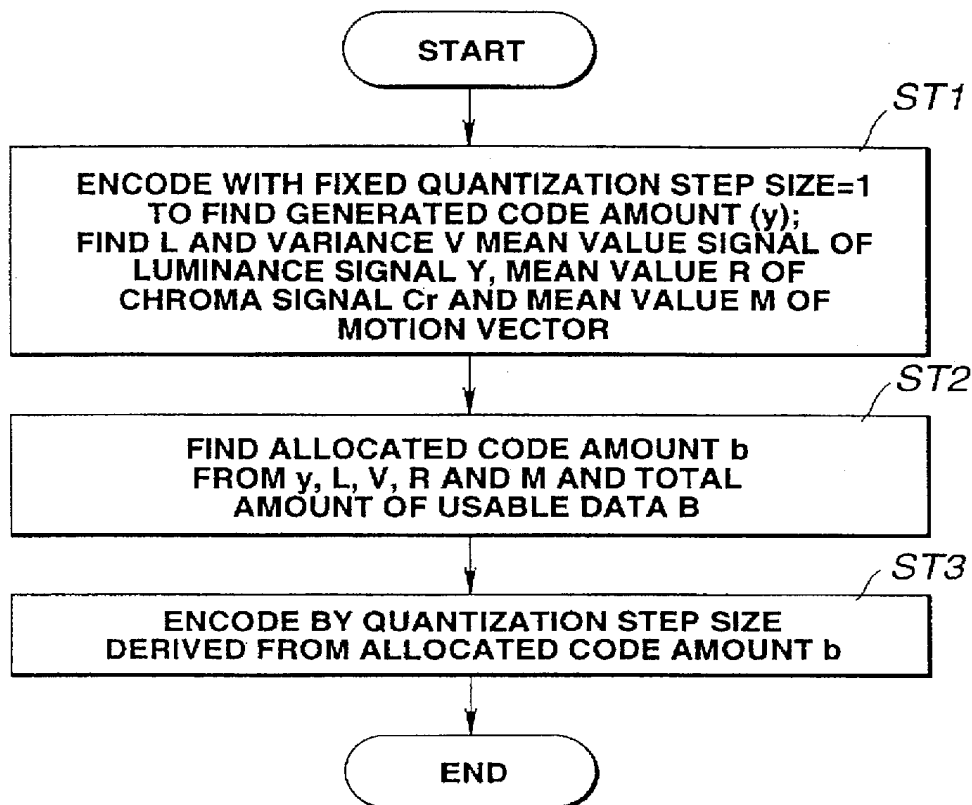 START
ST1
ENCODE WITH FIXED QUANTIZATION STEP SIZE=1
TO FIND GENERATED CODE AMOUNT (y);
FIND L AND VARIANCE V MEAN VALUE SIGNAL OF
LUMINANCE SIGNAL Y, MEAN VALUE R OF
CHROMA SIGNAL Cr AND MEAN VALUE M OF
MOTION VECTOR
ST2
FIND ALLOCATED CODE AMOUNT b
FROM y, L, V, R AND M AND TOTAL
AMOUNT OF USABLE DATA B
ST3
ENCODE BY QUANTIZATION STEP SIZE
DERIVED FROM ALLOCATED CODE AMOUNT b
END